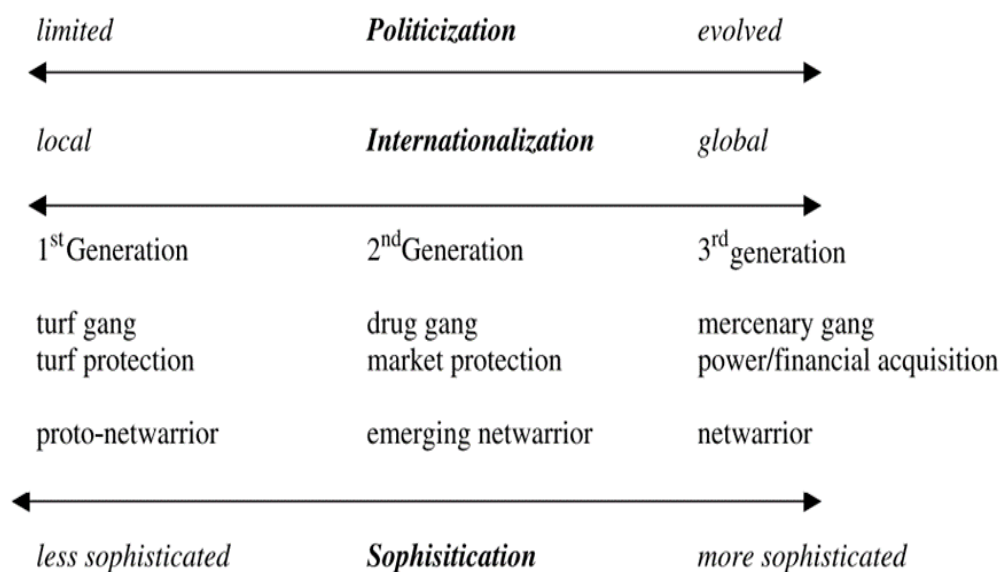 limited Politicization evolved
local Internationalization global
1st Generation 2nd Generation 3rd generation
turf gang drug gang mercenary gang
turf protection market protection power/financial acquisition
proto-netwarrior emerging netwarrior netwarrior
less sophisticated Sophisitication more sophisticated